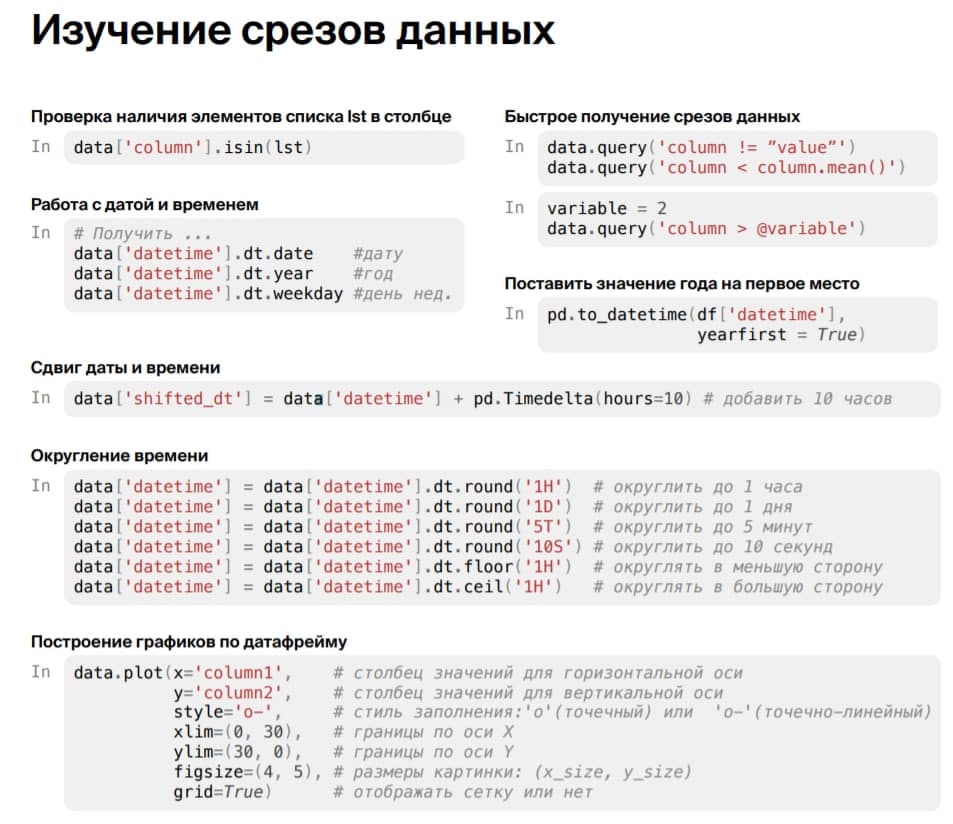 Изучение срезов данных
Проверка наличия элементов списка lst в столбце
In data['column'].isin(lst)
Работа с датой и временем
In # Получить ...
data['datetime'].dt.date    #дату
data['datetime'].dt.year    #год
data['datetime'].dt.weekday #день нед.
Быстрое получение срезов данных
In data.query('column != ”value”')
data.query('column < column.mean()')
In variable = 2
data.query('column > @variable')
Поставить значение года на первое место
In pd.to_datetime(df['datetime'],
yearfirst = True)
Сдвиг даты и времени
In data['shifted_dt'] = data['datetime'] + pd.Timedelta(hours=10) # добавить 10 часов
Округление времени
In data['datetime'] = data['datetime'].dt.round('1H')  # округлить до 1 часа
data['datetime'] = data['datetime'].dt.round('1D')  # округлить до 1 дня
data['datetime'] = data['datetime'].dt.round('5T')  # округлить до 5 минут
data['datetime'] = data['datetime'].dt.round('10S') # округлить до 10 секунд
data['datetime'] = data['datetime'].dt.floor('1H')  # округлять в меньшую сторону
data['datetime'] = data['datetime'].dt.ceil('1H')   # округлить в большую сторону
Построение графиков по датафрейму
In data.plot(x='column1',    # столбец значений для горизонтальной оси
y='column2',    # столбец значений для вертикальной оси
style='o-',     # стиль заполнения:'o'(точечный) или  'o-'(точечно-линейный)
xlim=(0, 30),   # границы по оси X
ylim=(30, 0),   # границы по оси Y
figsize=(4, 5), # размеры картинки: (x_size, y_size)
grid=True)      # отображать сетку или нет